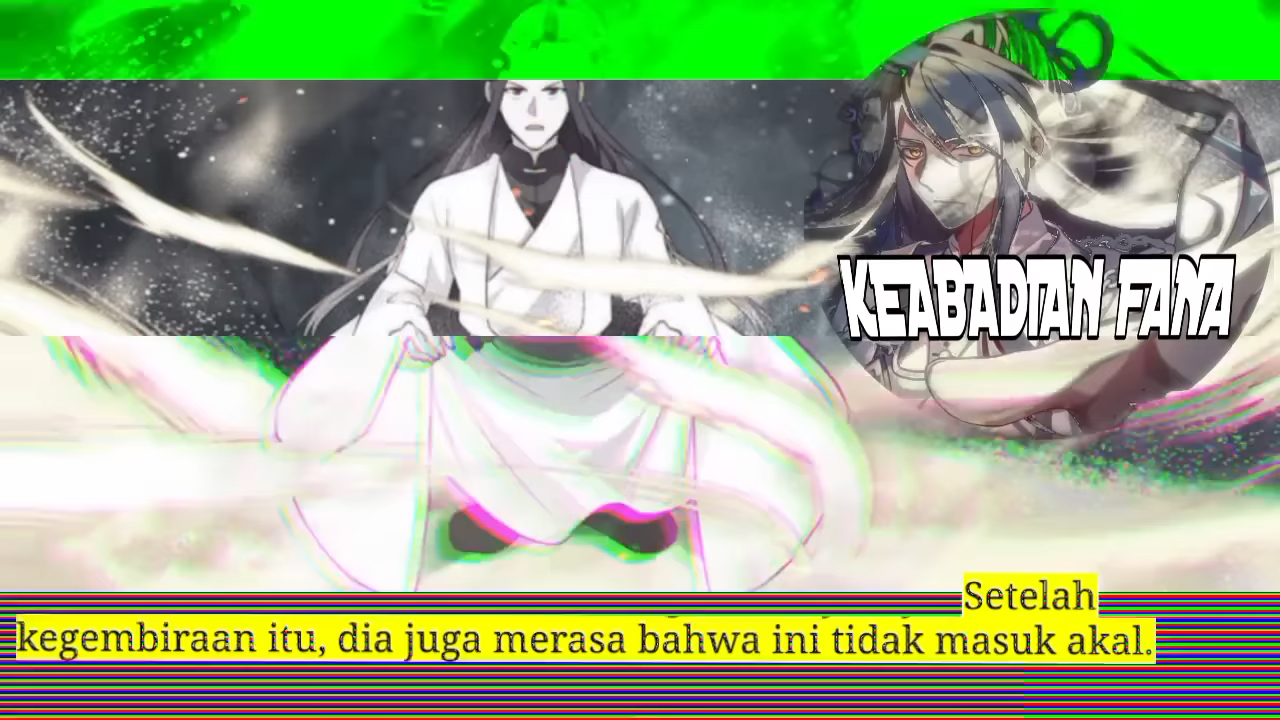 KEABADIAN FANA
Setelah
kegembiraan itu, dia juga merasa bahwa ini tidak masuk akal.